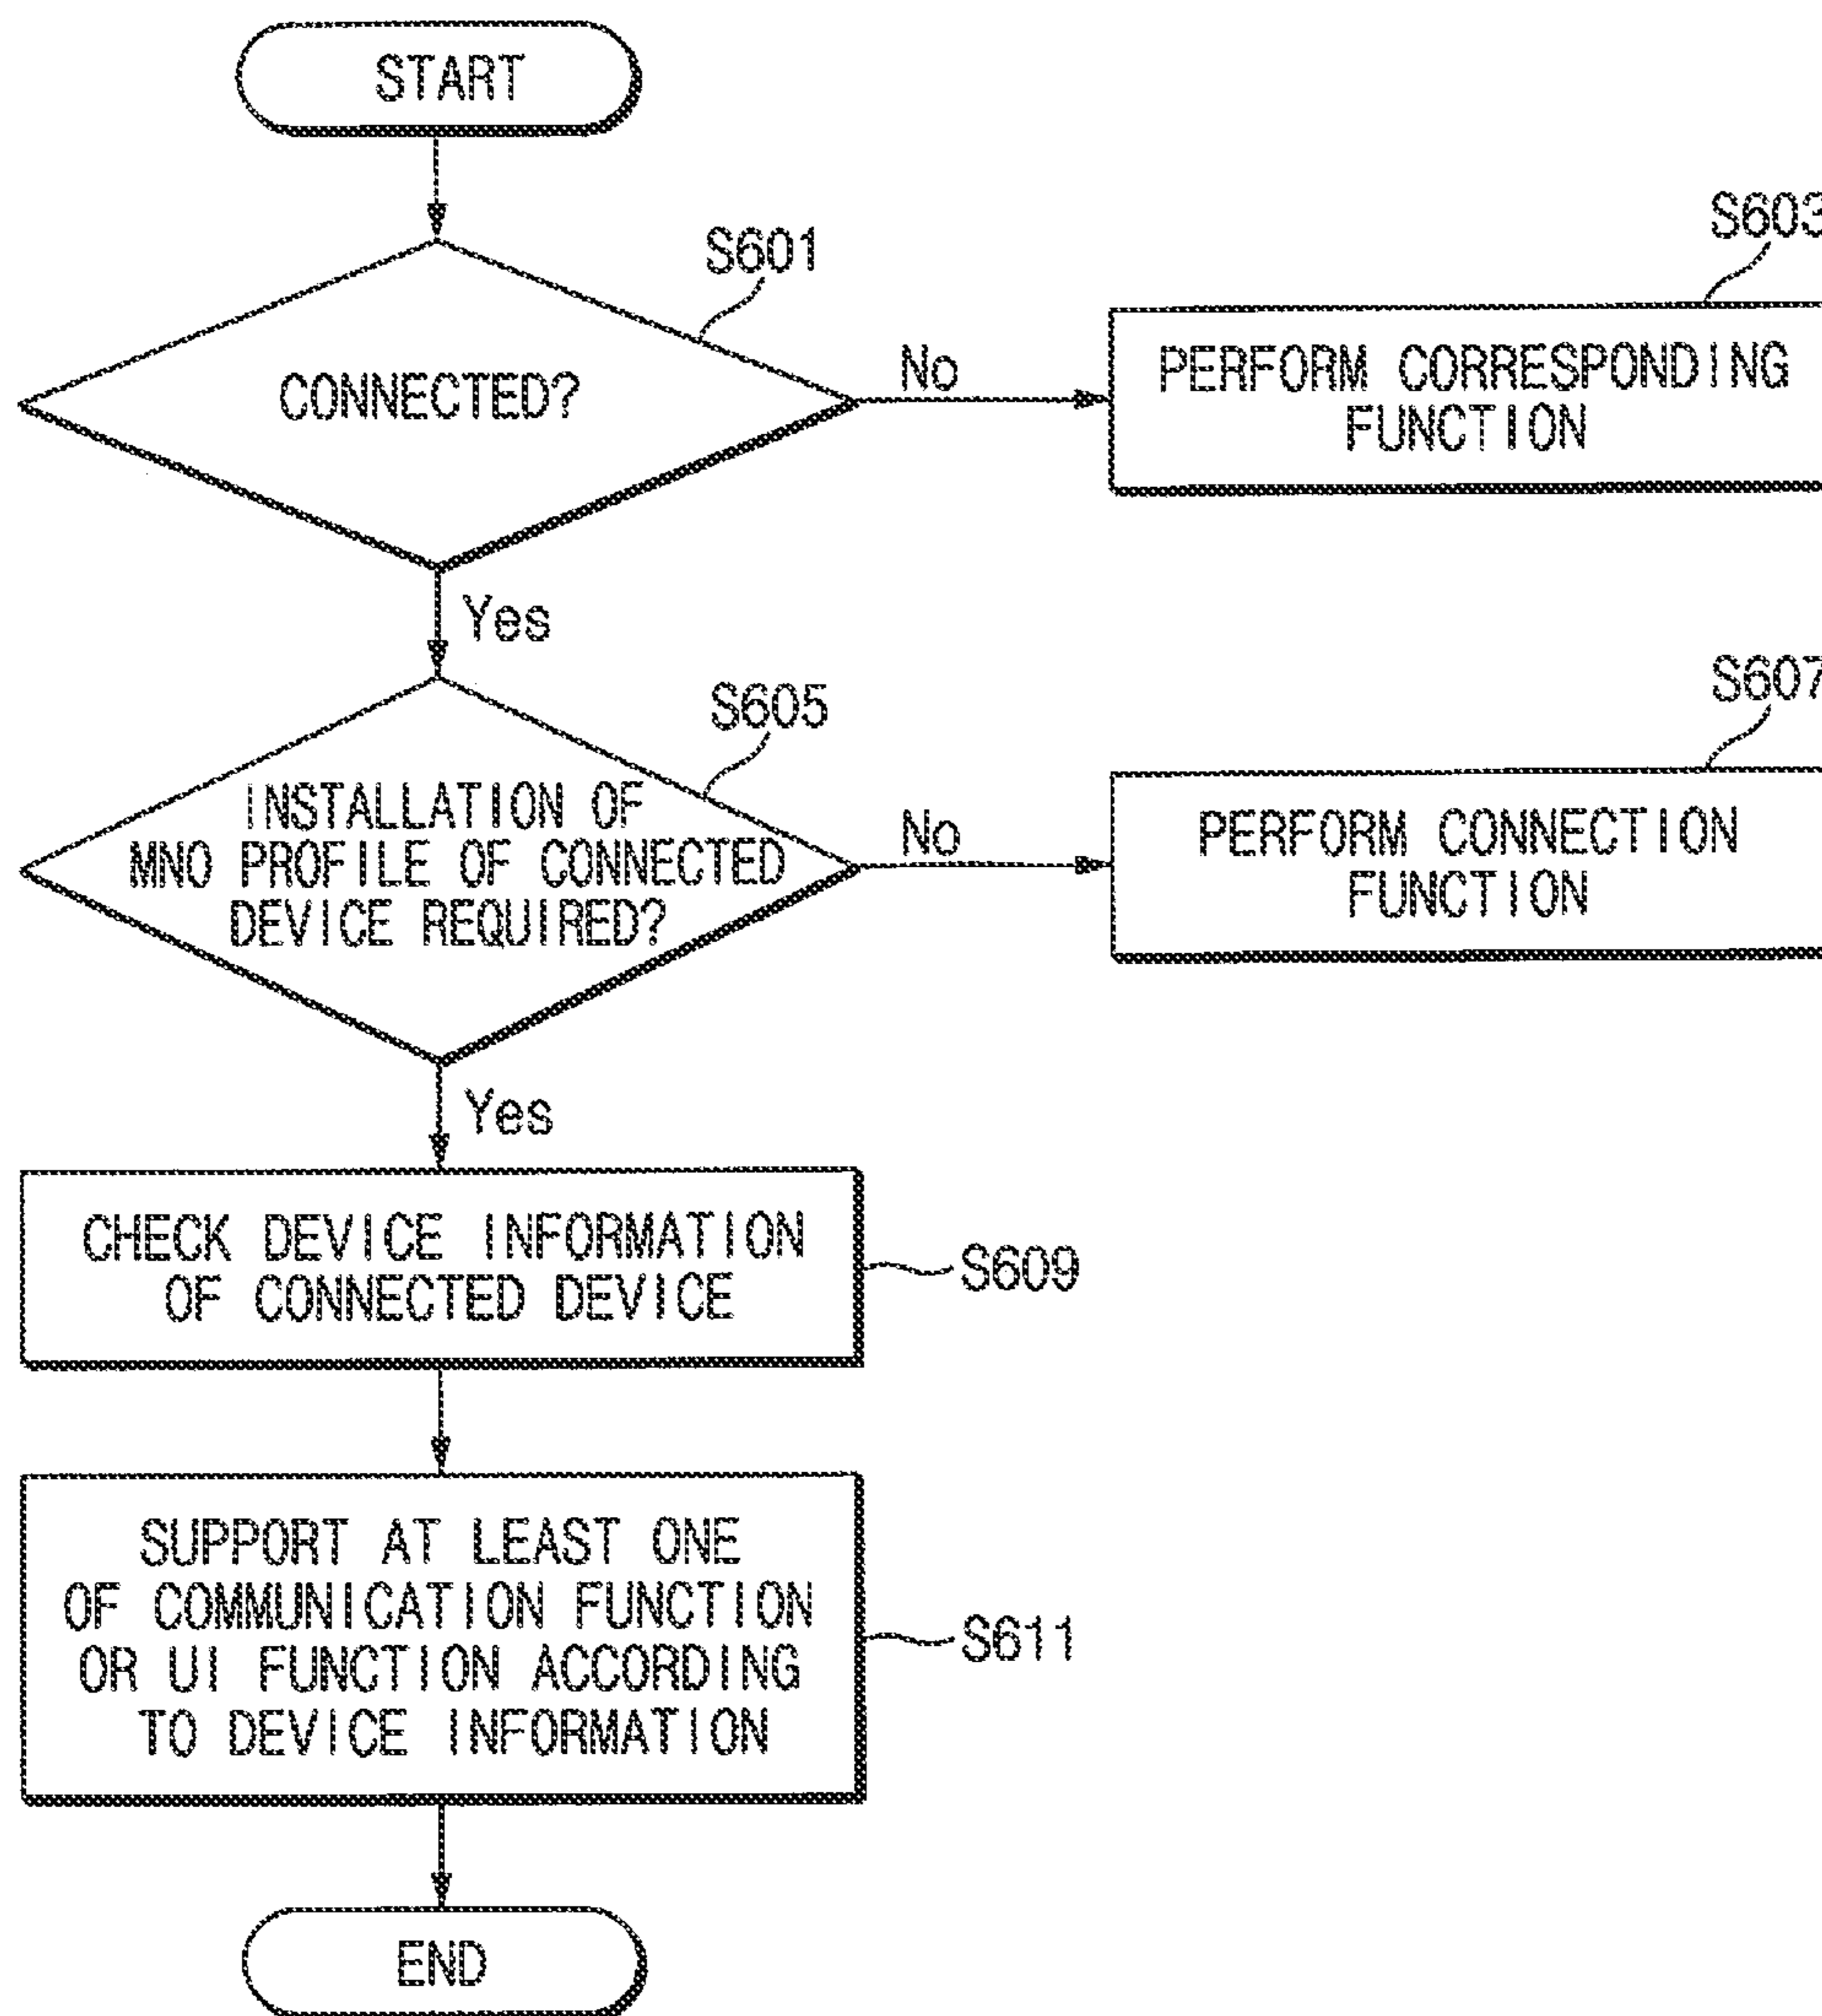 START
S601
CONNECTED?
No
S603
PERFORM CORRESPONDING
FUNCTION
Yes
S605
INSTALLATION OF
MNO PROFILE OF CONNECTED
DEVICE REQUIRED?
No
S607
PERFORM CONNECTION
FUNCTION
Yes
CHECK DEVICE INFORMATION
OF CONNECTED DEVICE
S609
SUPPORT AT LEAST ONE
OF COMMUNICATION FUNCTION
OR UI FUNCTION ACCORDING
TO DEVICE INFORMATION
S611
END